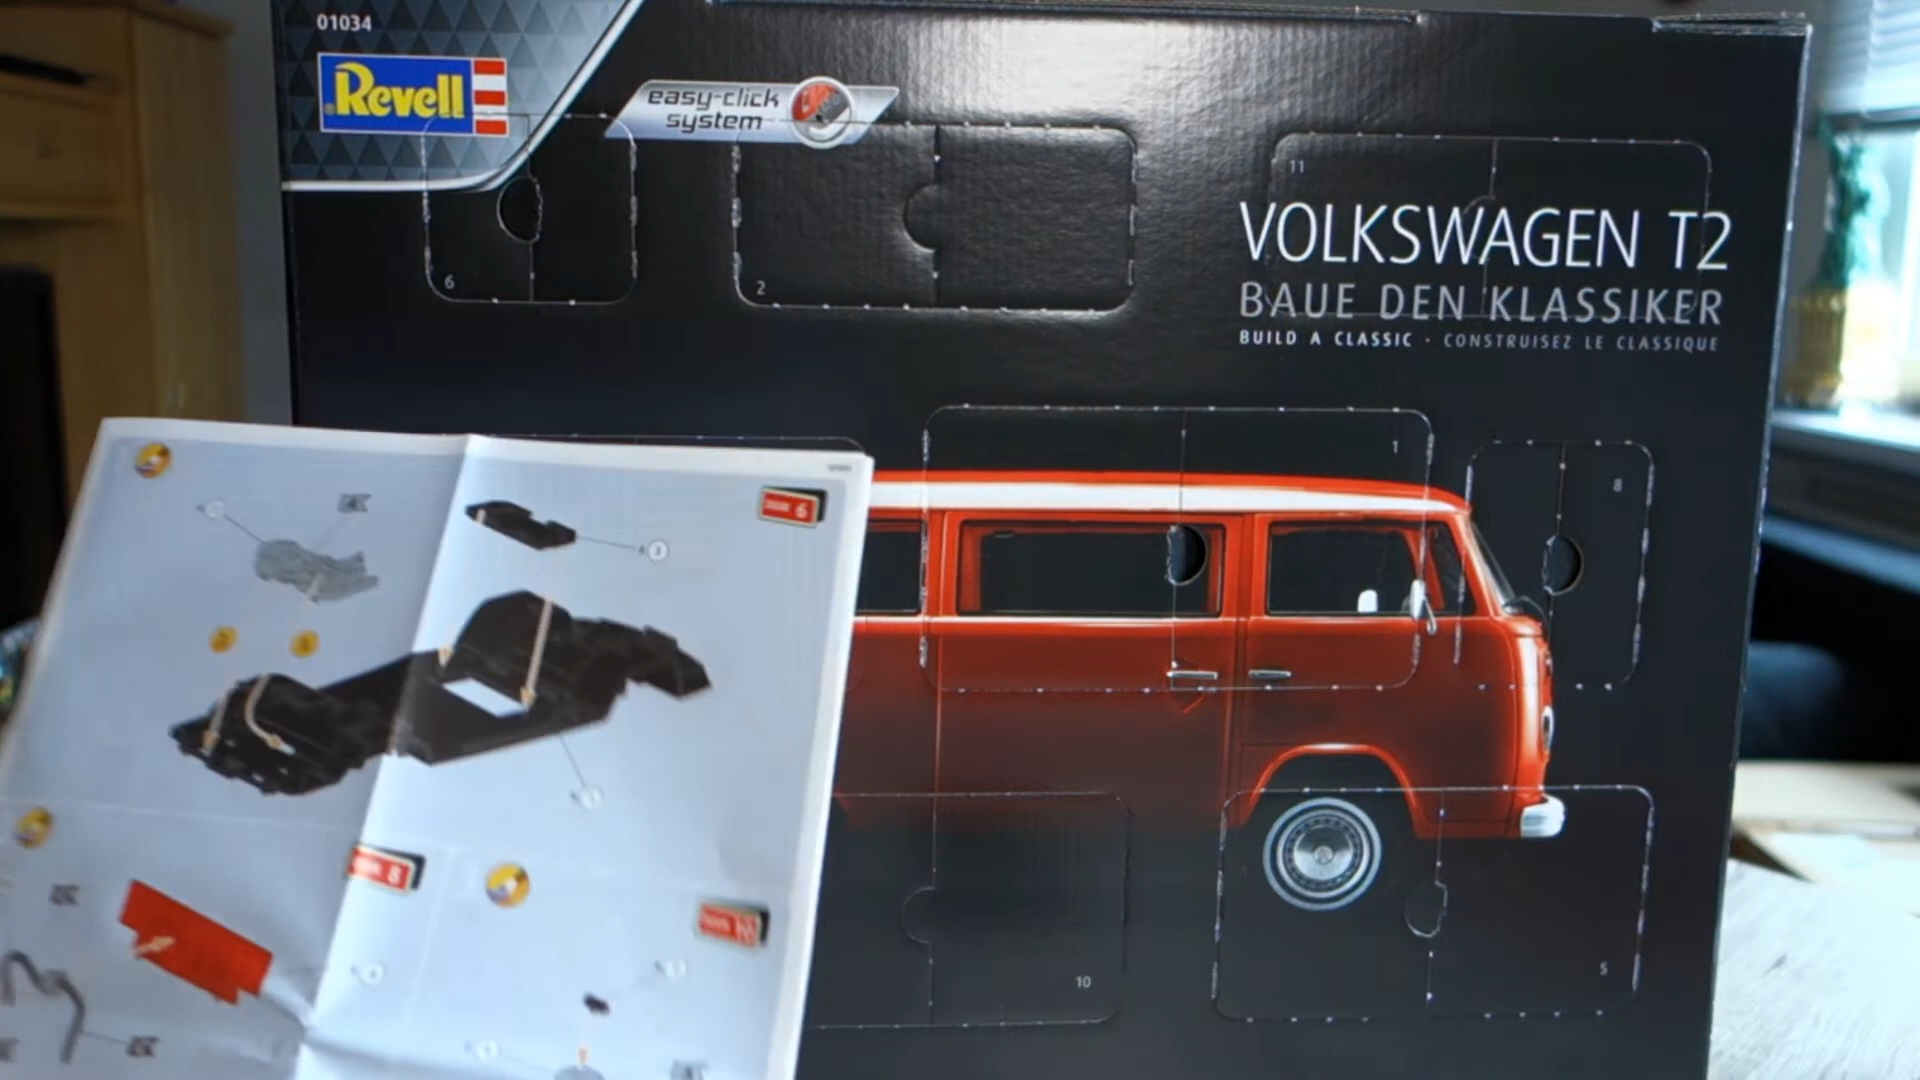 01034
Revell
easy-click
system
11
VOLKSWAGEN T2
BAUE DEN KLASSIKER
BUILD A CLASSIC · CONSTRUISEZ LE CLASSIQUE
6
2
1
8
6
3
8
10
5